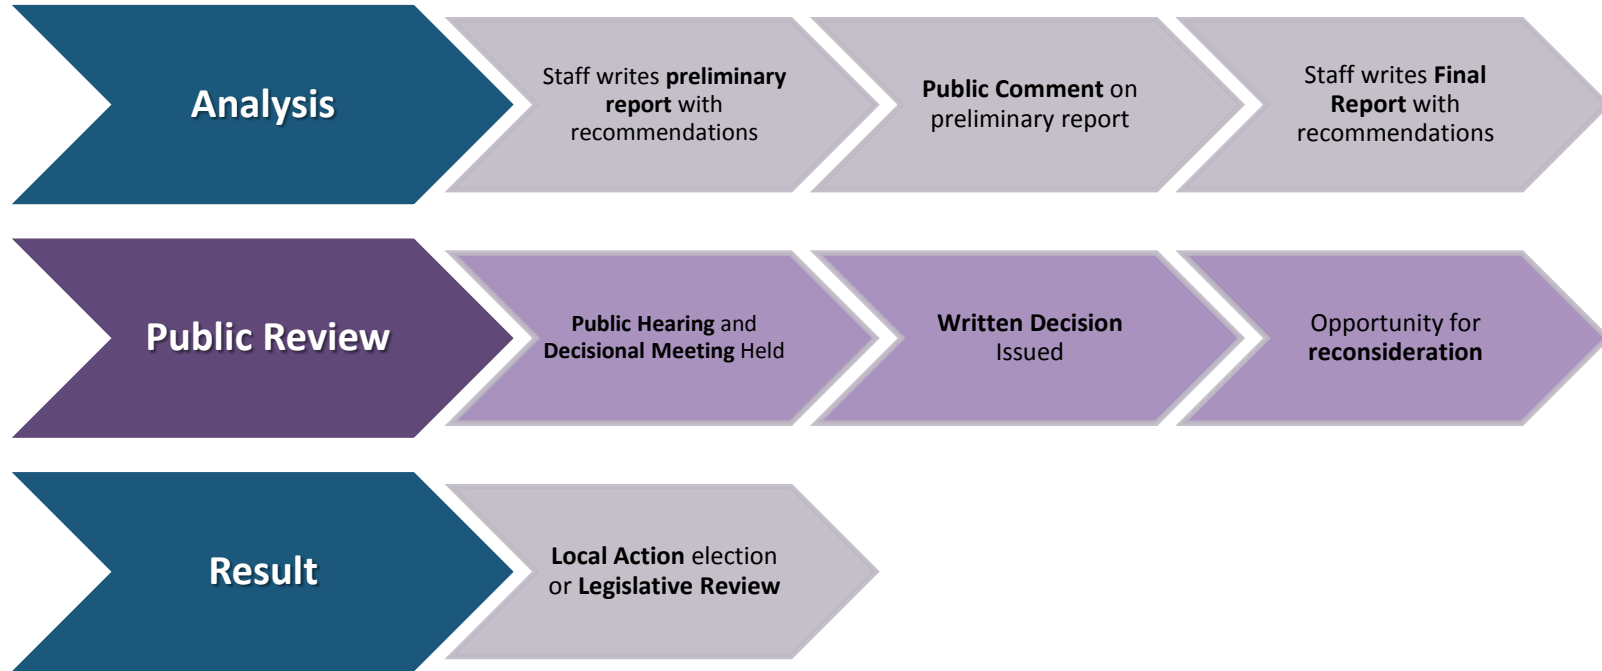 Analysis
Staff writes preliminary
report with
recommendations
Public Comment on
preliminary report
Staff writes Final
Report with
recommendations
Public Review
Public Hearing and
Decisional Meeting Held
Written Decision
Issued
Opportunity for
reconsideration
Result
Local Action election
or Legislative Review